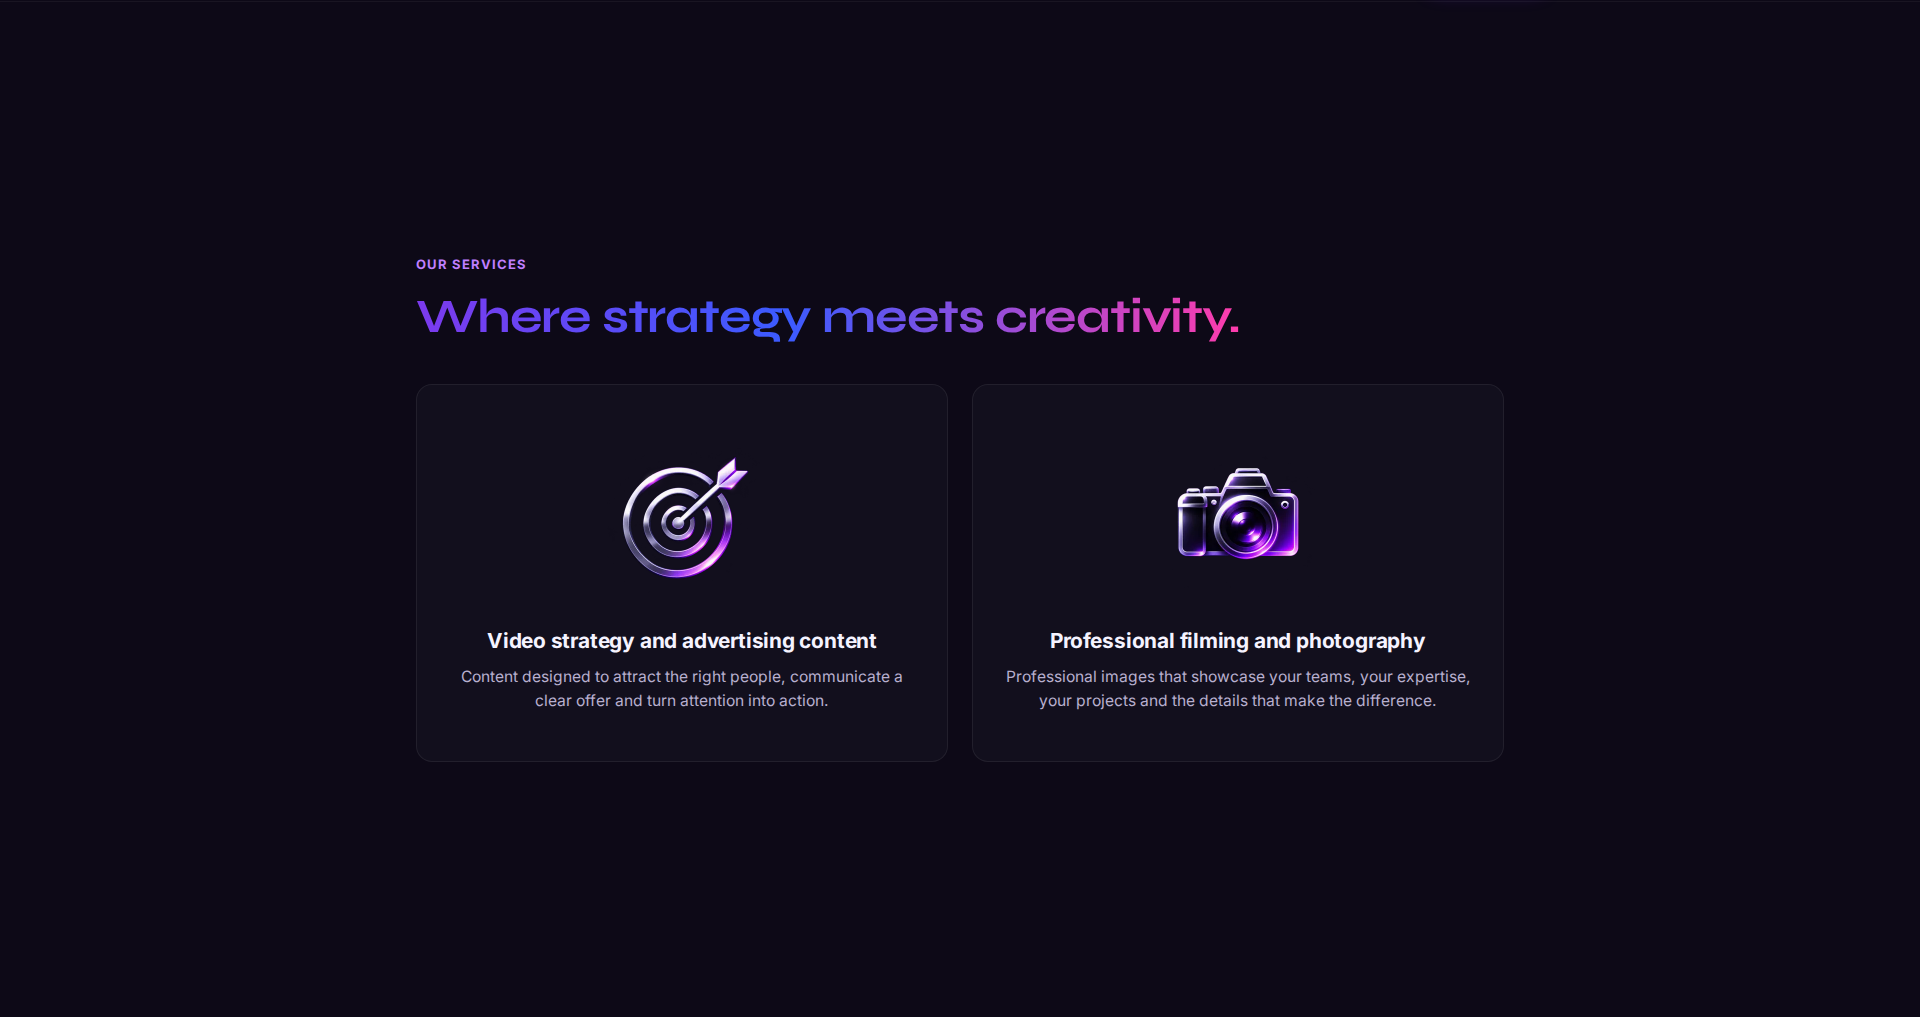 OUR SERVICES
Where strategy meets creativity.
Video strategy and advertising content
Content designed to attract the right people, communicate a
clear offer and turn attention into action.
Professional filming and photography
Professional images that showcase your teams, your expertise,
your projects and the details that make the difference.